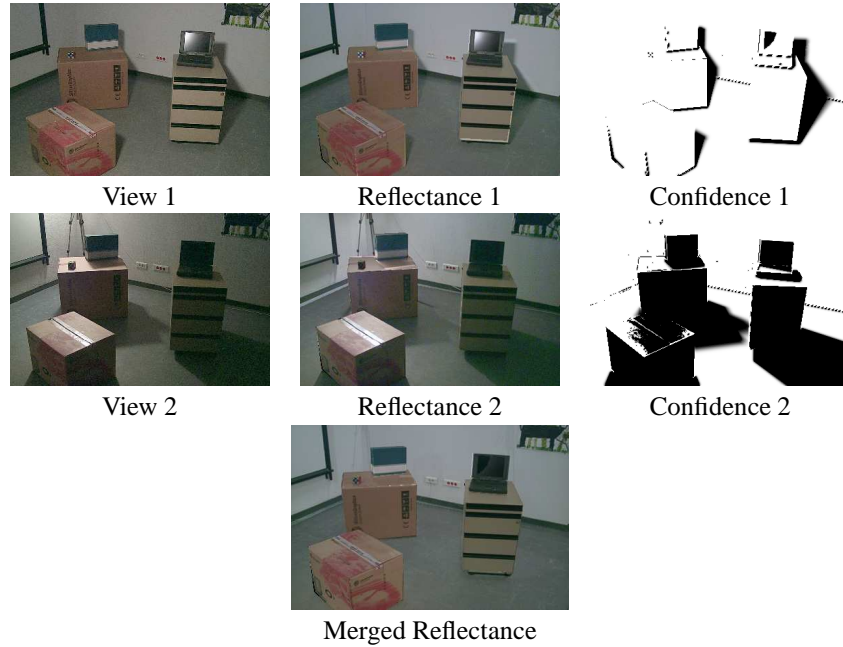 View 1
Reflectance 1
Confidence 1
View 2
Reflectance 2
Confidence 2
Merged Reflectance